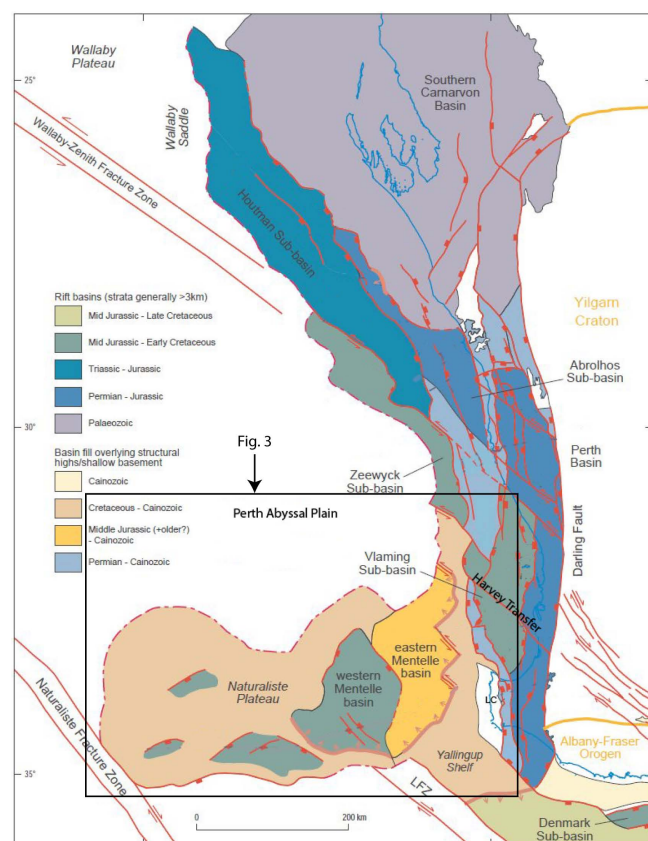 Wallaby
Plateau
25°
Wallaby
Saddle
Southern
Carnarvon
Basin
Wallaby-Zenith Fracture Zone
Houtman Sub-basin
Rift basins (strata generally >3km)
Mid Jurassic - Late Cretaceous
Mid Jurassic - Early Cretaceous
Triassic - Jurassic
Permian - Jurassic
Palaeozoic
Yilgarn
Craton
Abrolhos
Sub-basin
30°
Fig. 3
Basin fill overlying structural
highs/shallow basement
Cainozoic
Cretaceous - Cainozoic
Middle Jurassic (+older?)
- Cainozoic
Permian - Cainozoic
Zeewyck
Sub-basin
Perth
Basin
Perth Abyssal Plain
Darling Fault
Vlaming
Sub-basin
Harvey Transfer
eastern
Mentelle
basin
western
Mentelle
basin
Naturaliste
Plateau
Naturaliste Fracture Zone
LC
Yallingup
Shelf
Albany-Fraser
Orogen
35°
LFZ
0
200 km
Denmark
Sub-basin